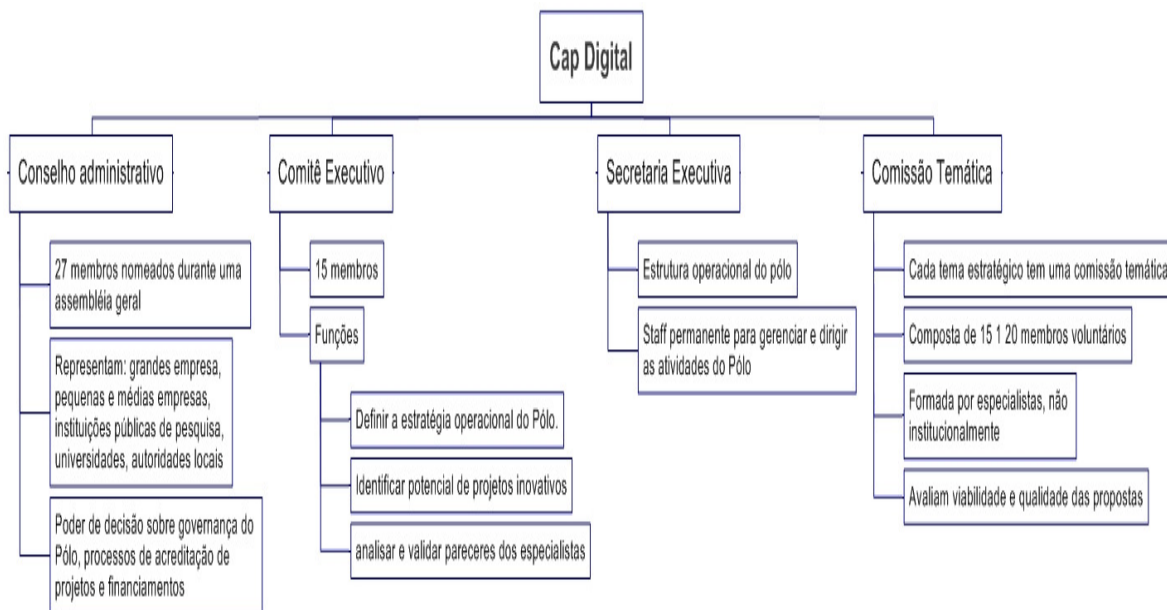 Cap Digital
Conselho administrativo
27 membros nomeados durante uma
assembléia geral
Representam: grandes empresa,
pequenas e médias empresas,
instituições públicas de pesquisa,
universidades, autoridades locais
Poder de decisão sobre governança do
Pólo, processos de acreditação de
projetos e financiamentos
Comitê Executivo
15 membros
Funções
Definir a estratégia operacional do Pólo.
Identificar potencial de projetos inovativos
analisar e validar pareceres dos especialistas
Secretaria Executiva
Estrutura operacional do pólo
Staff permanente para gerenciar e dirigir
as atividades do Pólo
Comissão Temática
Cada tema estratégico tem uma comissão temática
Composta de 15 1 20 membros voluntários
Formada por especialistas, não
institucionalmente
Avaliam viabilidade e qualidade das propostas